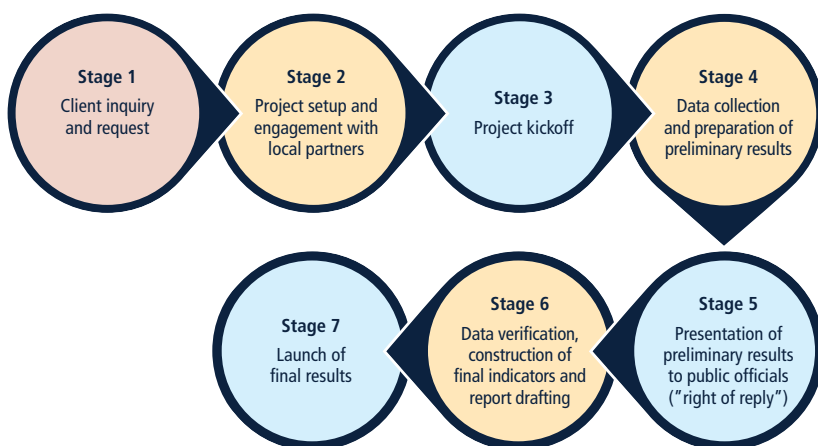 Stage 1
Client inquiry
and request
Stage 2
Project setup and
engagement with
local partners
Stage 3
Project kickoff
Stage 4
Data collection
and preparation of
preliminary results
Stage 5
Presentation of
preliminary results
to public officials
(”right of reply”)
Stage 6
Data verification,
construction of
final indicators and
report drafting
Stage 7
Launch of
final results